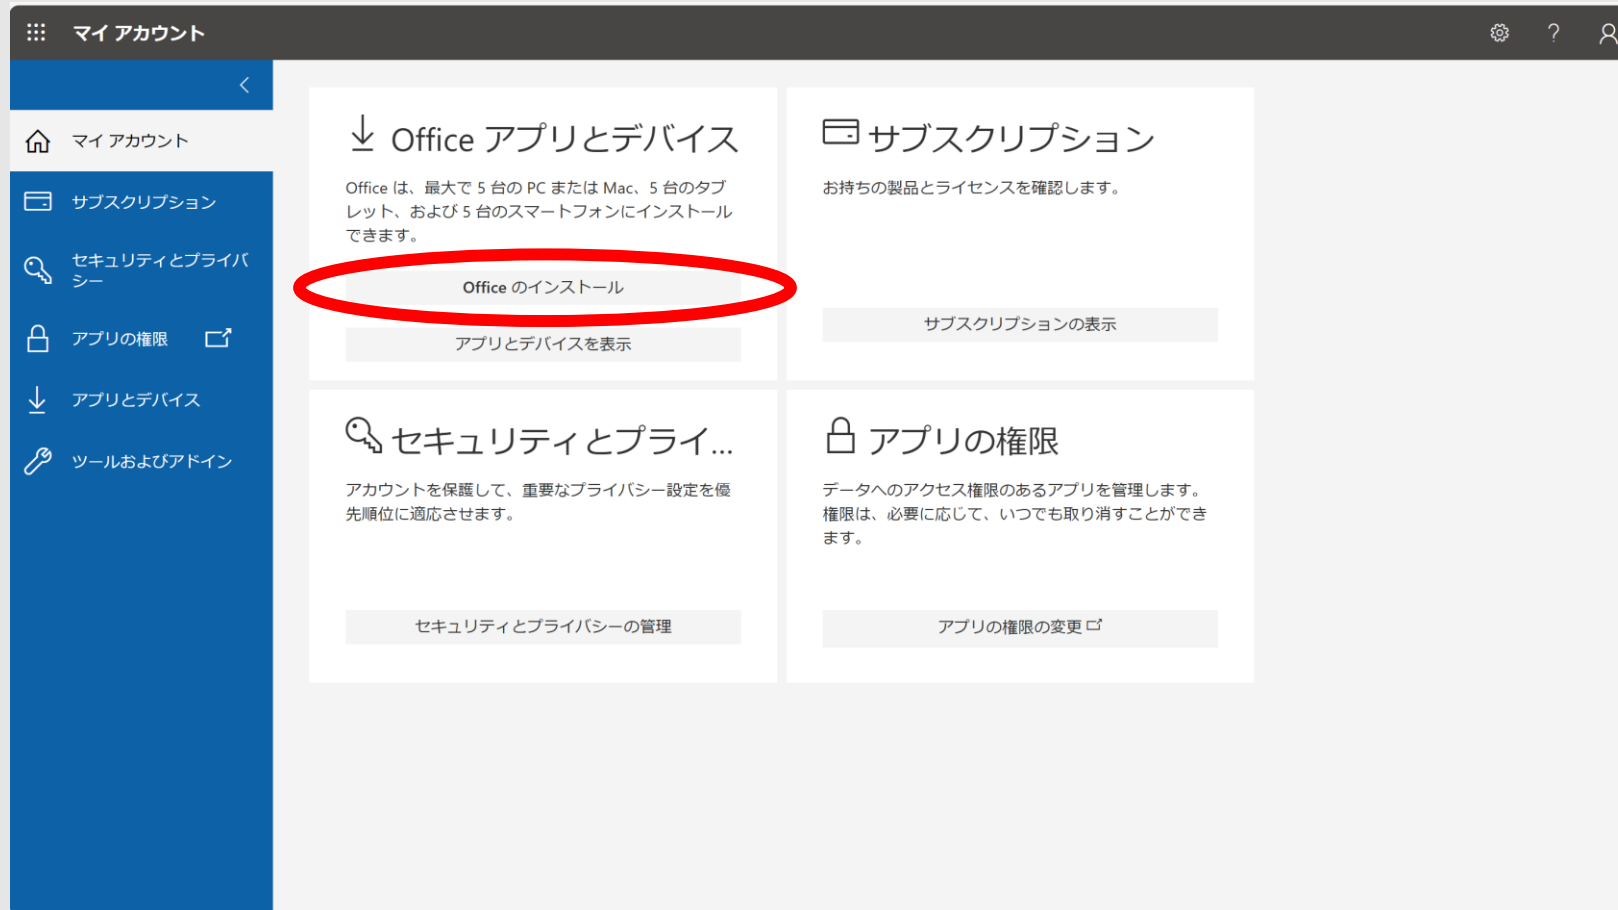 マイ アカウント
マイ アカウント
サブスクリプション
セキュリティとプライバ
シー
アプリの権限
アプリとデバイス
ツールおよびアドイン
Office アプリとデバイス
Office は、最大で 5 台の PC または Mac、5 台のタブ
レット、および 5 台のスマートフォンにインストール
できます。
Office のインストール
アプリとデバイスを表示
サブスクリプション
お持ちの製品とライセンスを確認します。
サブスクリプションの表示
セキュリティとプライ...
アカウントを保護して、重要なプライバシー設定を優
先順位に適応させます。
セキュリティとプライバシーの管理
アプリの権限
データへのアクセス権限のあるアプリを管理します。
権限は、必要に応じて、いつでも取り消すことができ
ます。
アプリの権限の変更